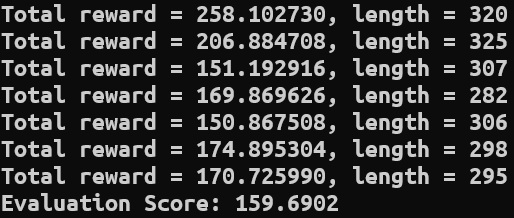 Total reward = 258.102730, length = 320
Total reward = 206.884708, length = 325
Total reward = 151.192916, length = 307
Total reward = 169.869626, length = 282
Total reward = 150.867508, length = 306
Total reward = 174.895304, length = 298
Total reward = 170.725990, length = 295
Evaluation Score: 159.6902